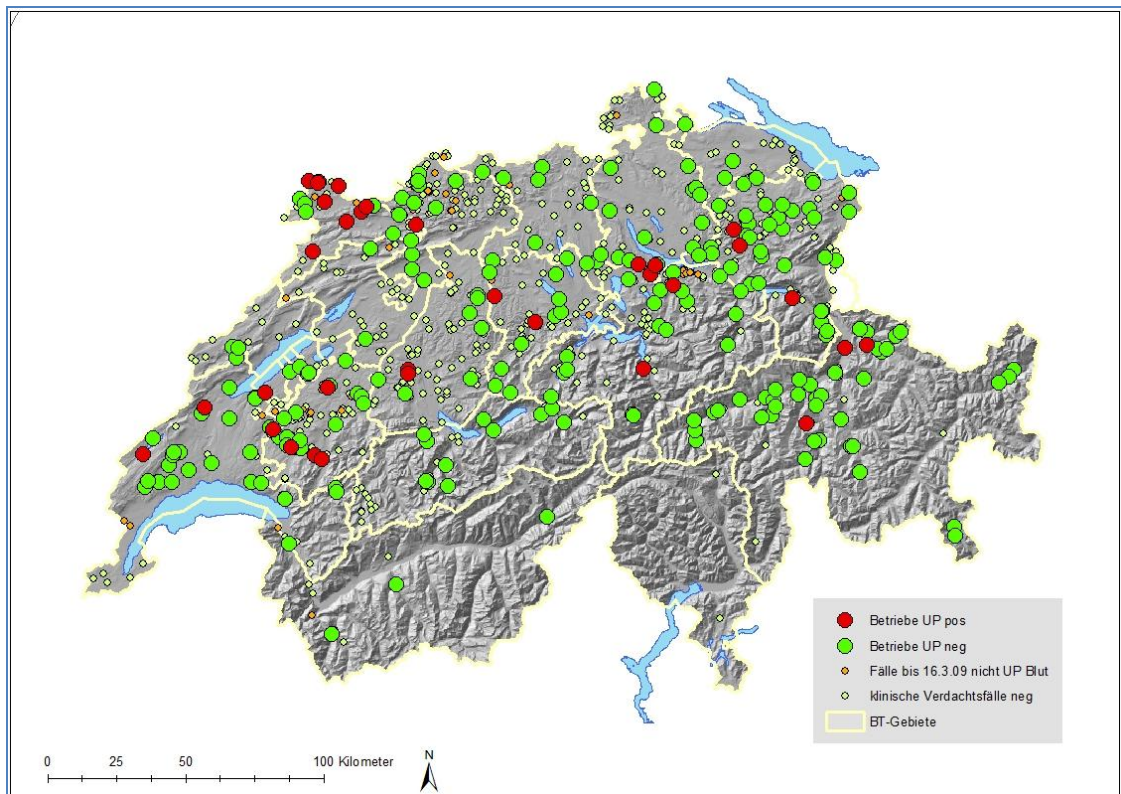 Betriebe UP pos
Betriebe UP neg
Fälle bis 16.3.09 nicht UP Blut
klinische Verdachtsfälle neg
BT-Gebiete
0 25 50 100 Kilometer
N